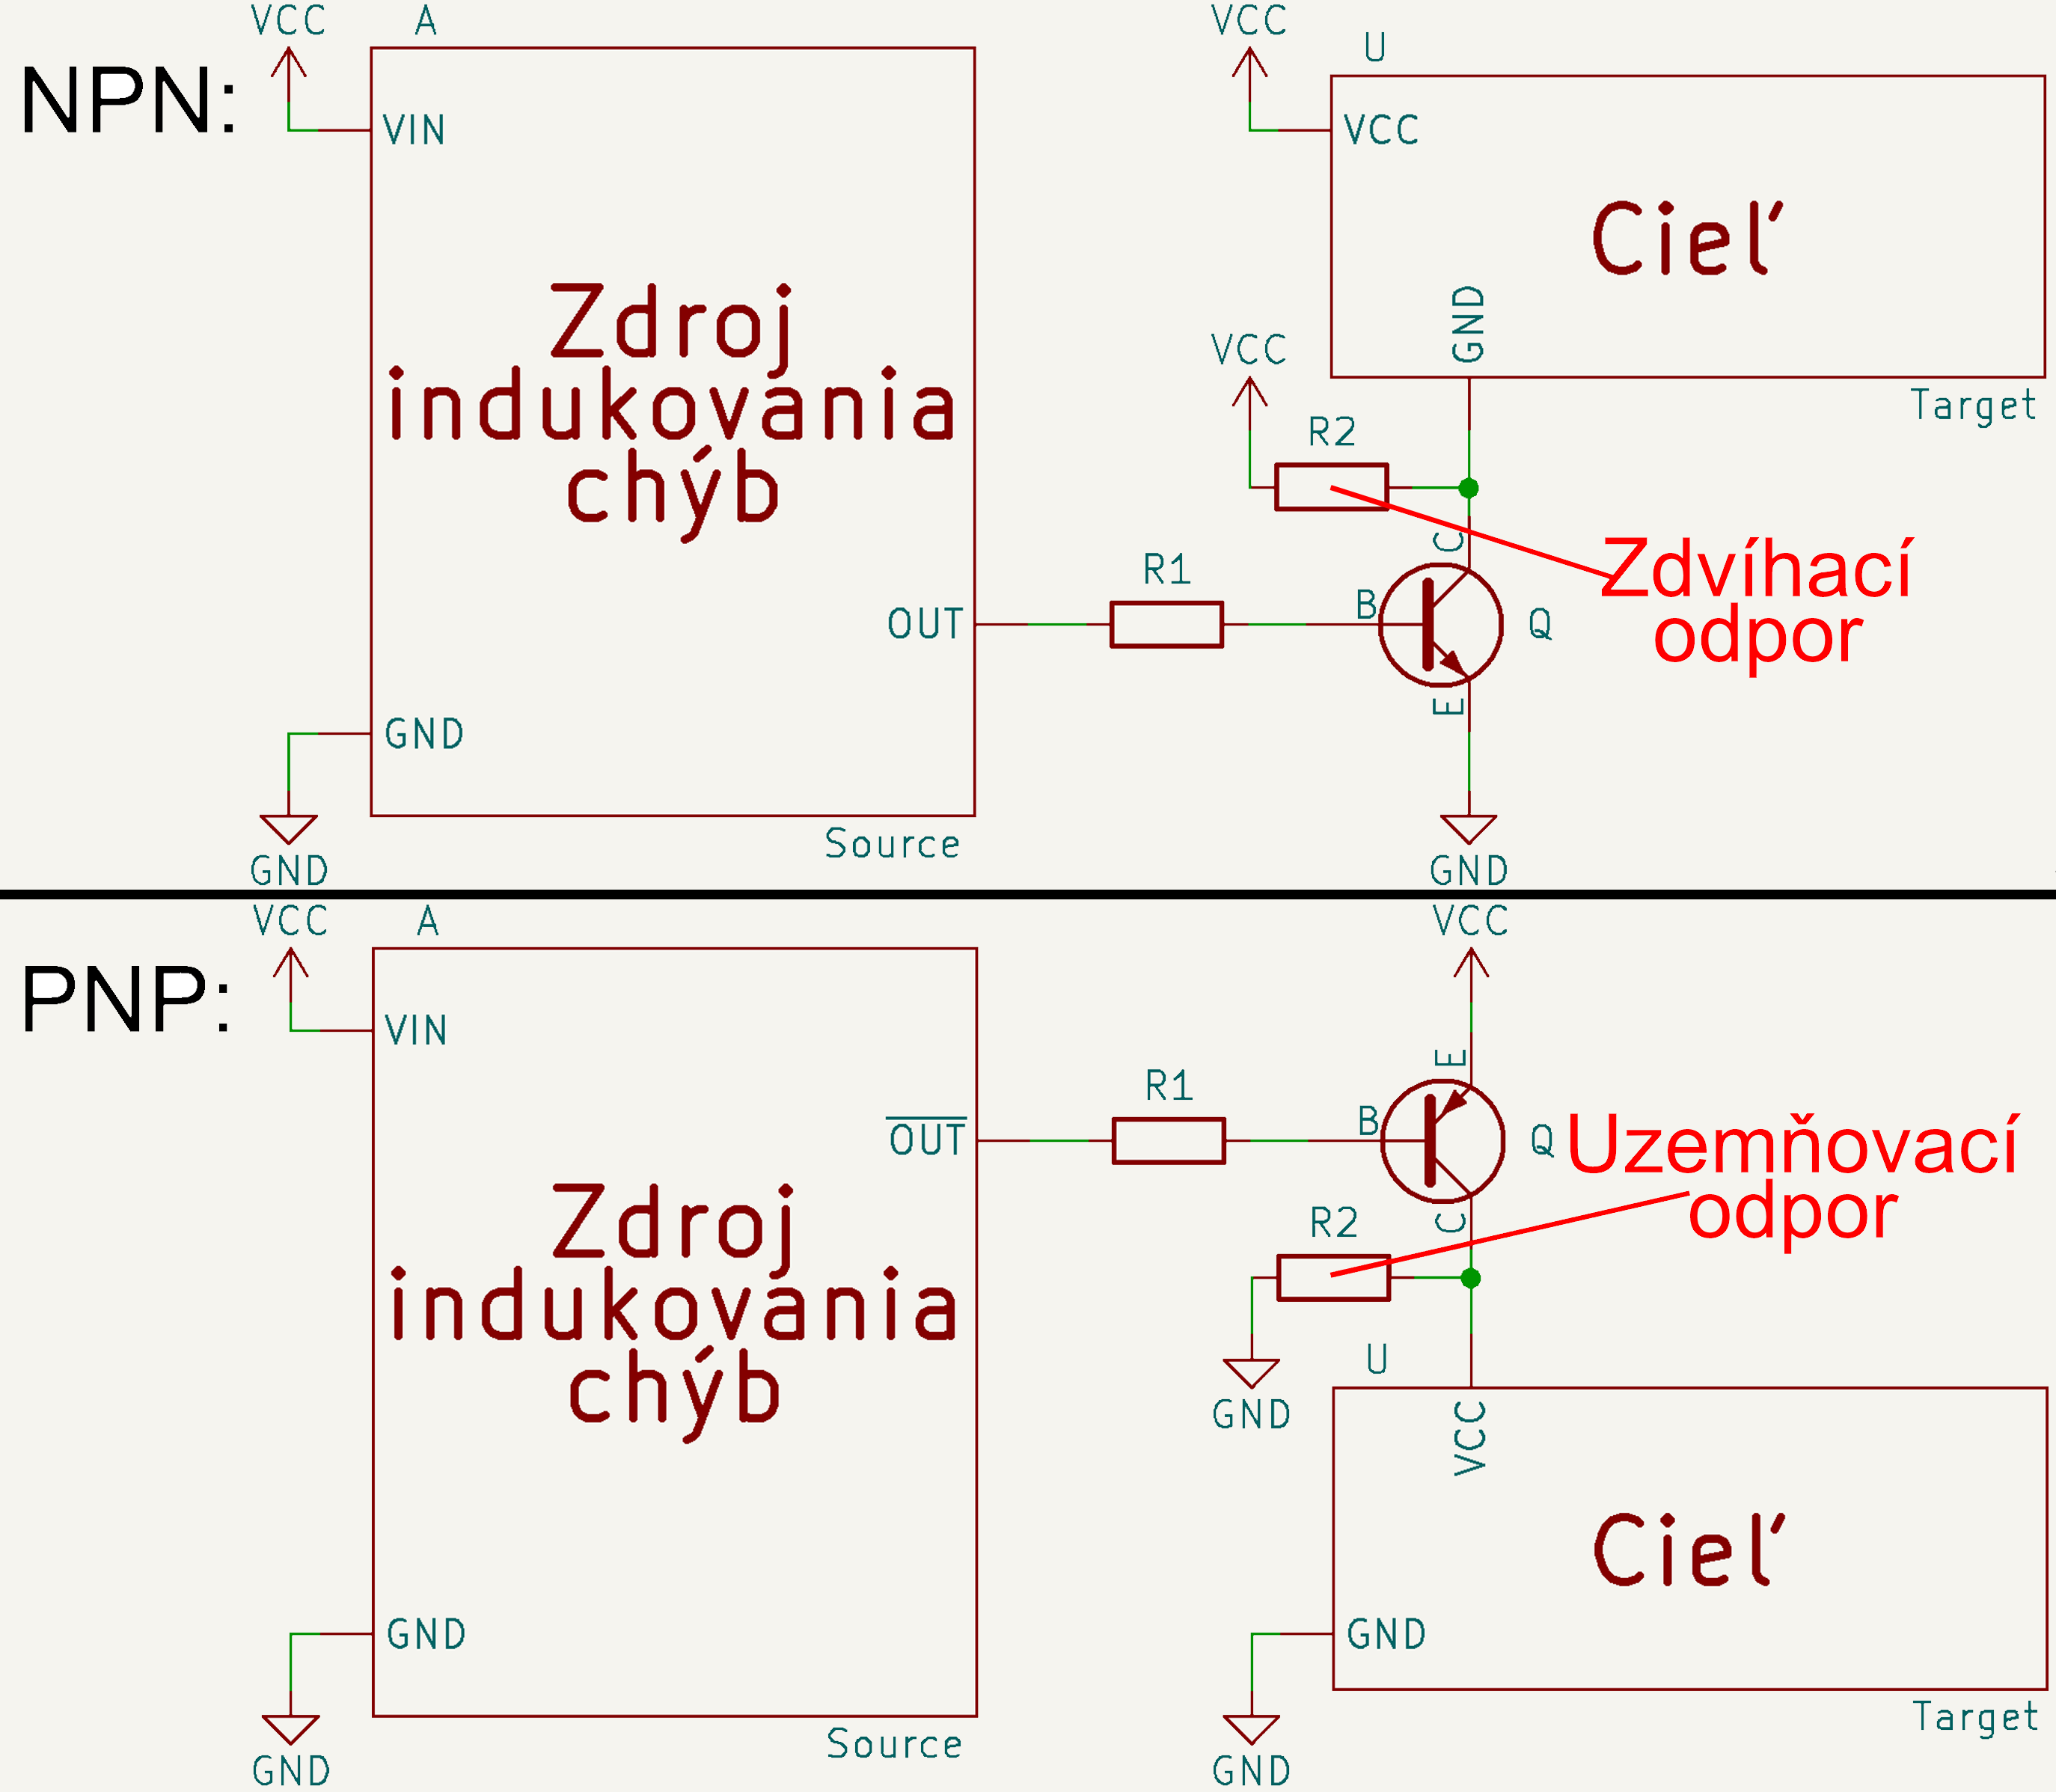 VCC
A
NPN:
VIN
Zdroj
indukovania
chýb
OUT
GND
Source
GND
VCC
U
VCC
Cieľ
GND
Target
VCC
R2
C
Zdvíhací
odpor
R1
B
Q
E
GND
VCC
A
PNP:
VIN
OUT
Zdroj
indukovania
chýb
GND
Source
GND
VCC
E
R1
B
Q
Uzemňovací
odpor
C
R2
GND
U
VCC
Cieľ
GND
Target
GND